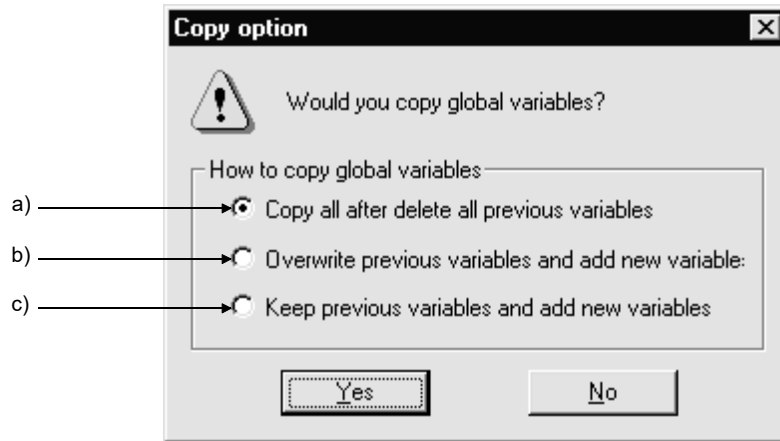 Copy option
Would you copy global variables?
How to copy global variables
a) Copy all after delete all previous variables
b) Overwrite previous variables and add new variable:
c) Keep previous variables and add new variables
Yes No